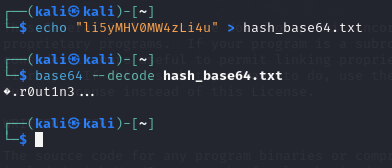 ┌──(kali㉿kali)-[~]
└─$ echo "li5yMHV0MW4zLi4u" > hash_base64.txt
┌──(kali㉿kali)-[~]
└─$ base64 --decode hash_base64.txt
�.r0ut1n3...
┌──(kali㉿kali)-[~]
└─$